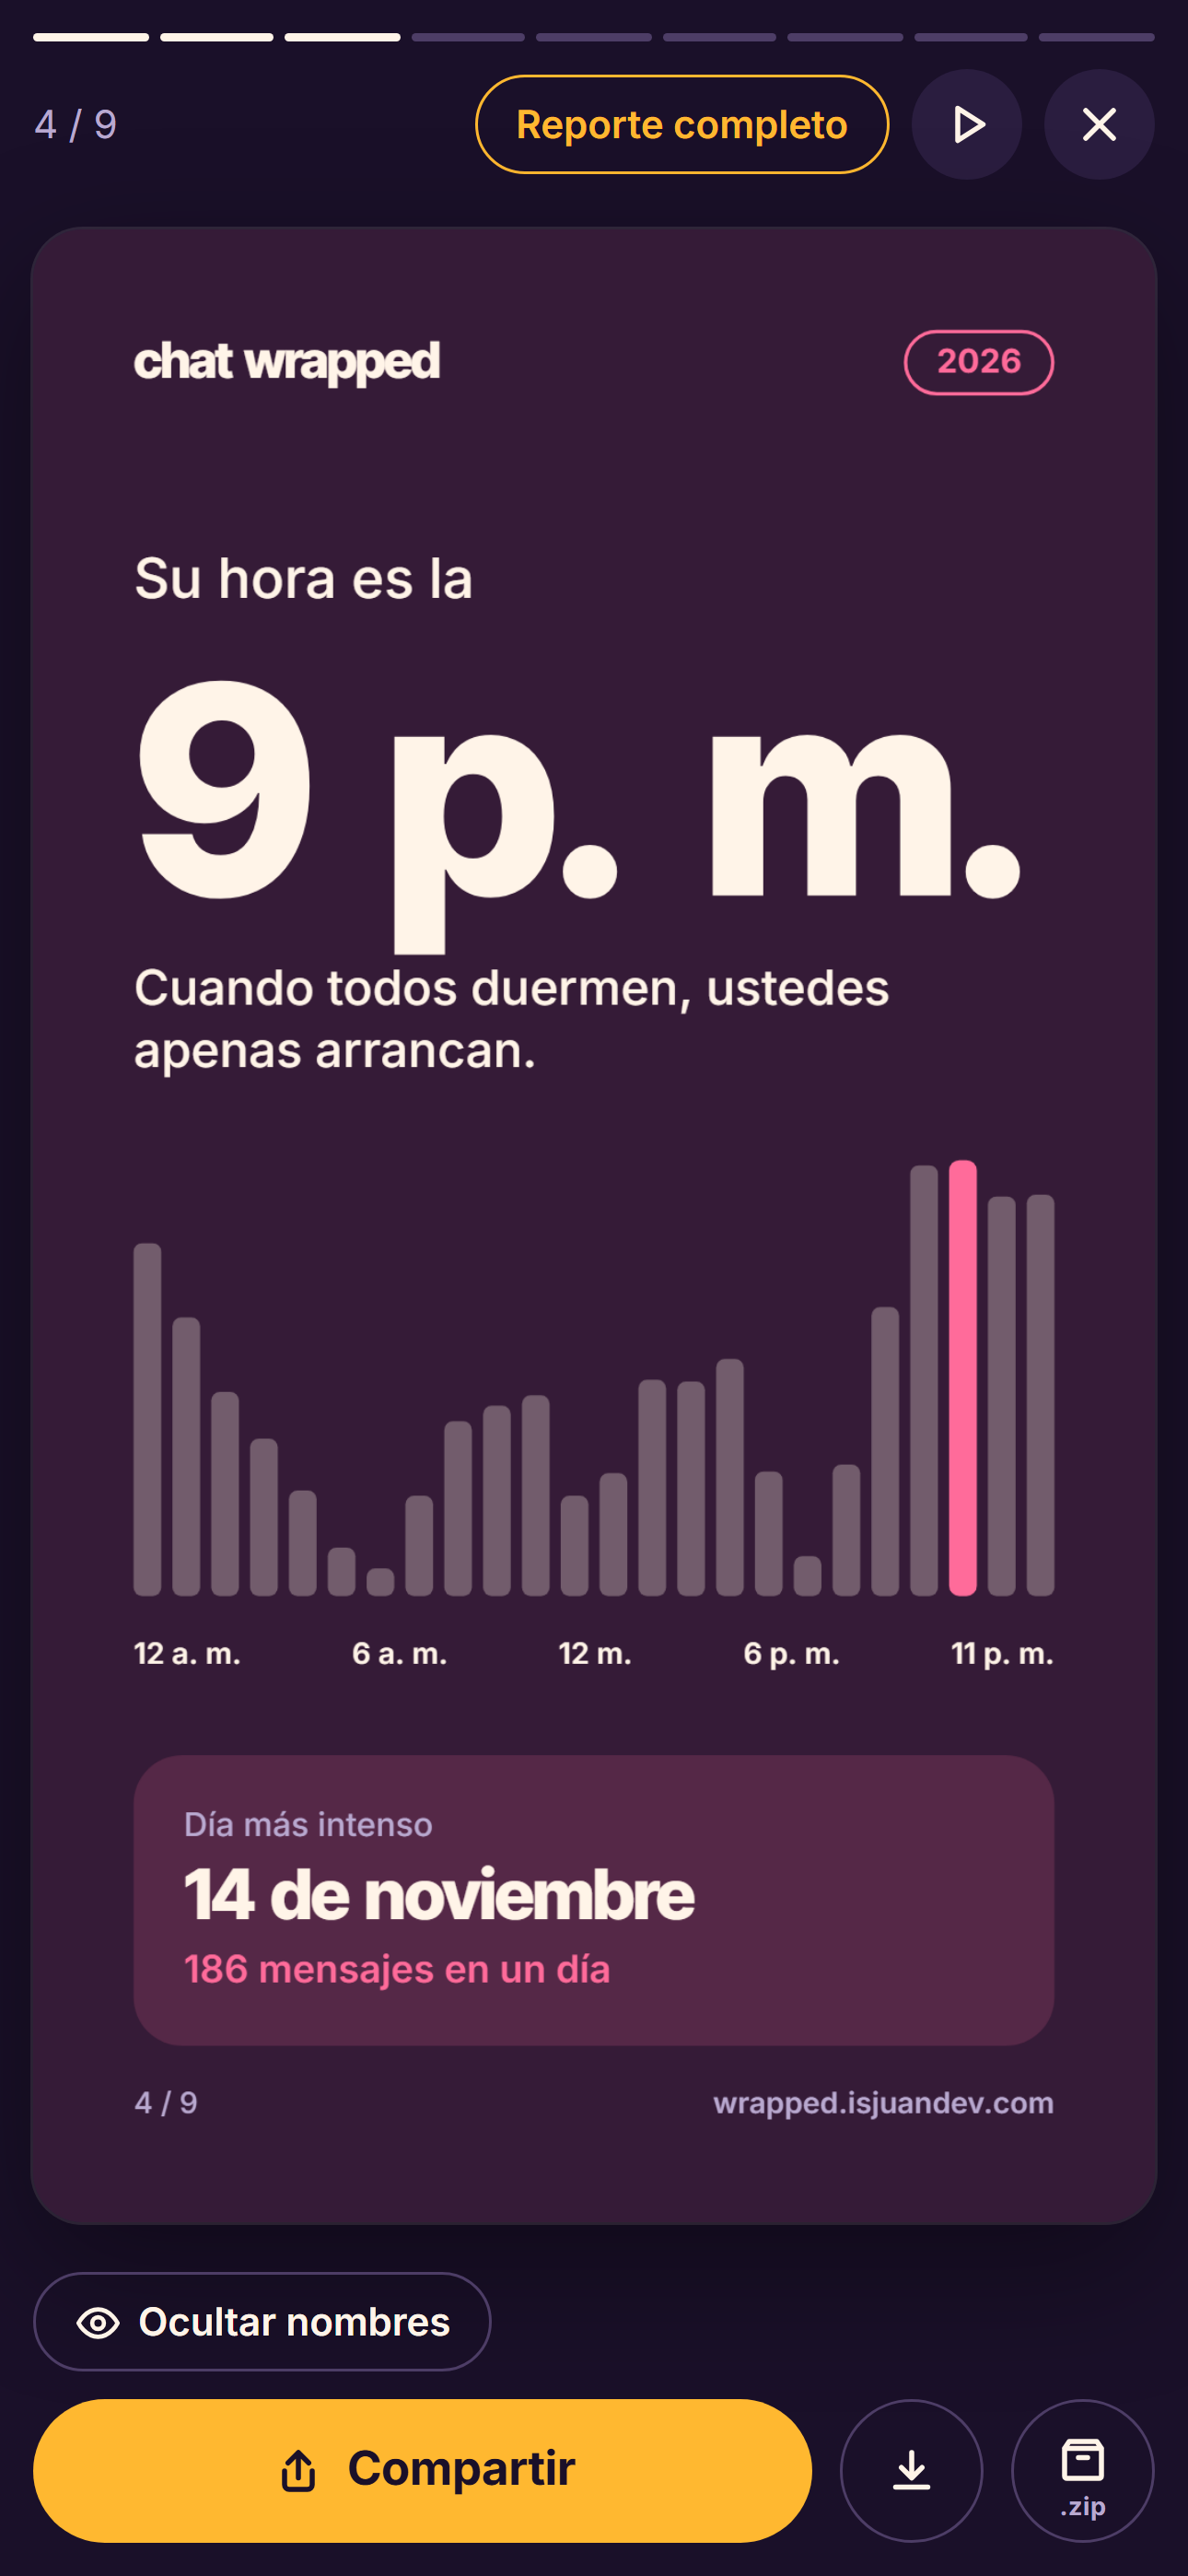 4 / 9
Reporte completo
chat wrapped
2026
Su hora es la
9 p. m.
Cuando todos duermen, ustedes
apenas arrancan.
12 a. m. 6 a. m. 12 m. 6 p. m. 11 p. m.
Día más intenso
14 de noviembre
186 mensajes en un día
4 / 9
wrapped.isjuandev.com
Ocultar nombres
Compartir
.zip